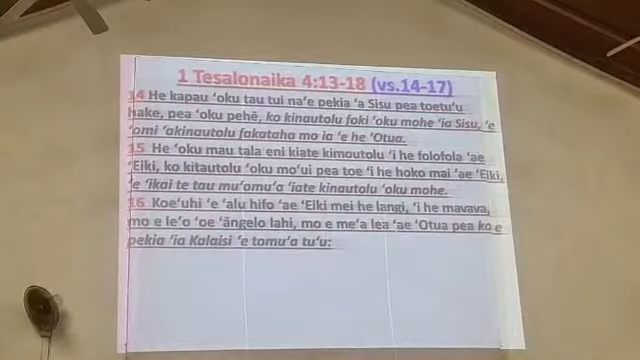 1 Tesalonaika 4:13-18 (vs.14-17)
14 He kapau ‘oku tau tui na‘e pekia ‘a Sisu pea toetu‘u
hake, pea ‘oku pehē, ko kinautolu foki ‘oku mohe ‘ia Sisu, ‘e
‘omi ‘akinautolu fakataha mo ia ‘e he ‘Otua.
15 He ‘oku mau tala eni kiate kimoutolu ‘i he folofola ‘ae
‘Eiki, ko kitautolu ‘oku mo‘ui pea toe ‘i he hoko mai ‘ae ‘Eiki,
‘e ‘ikai te tau mu‘omu‘a ‘iate kinautolu ‘oku mohe.
16 Koe‘uhi ‘e ‘alu hifo ‘ae ‘Eiki mei he langi, ‘i he mavava,
mo e le‘o ‘oe ‘āngelo lahi, mo e me‘a lea ‘ae ‘Otua pea ko e
pekia ‘ia Kalaisi ‘e tomu‘a tu‘u: